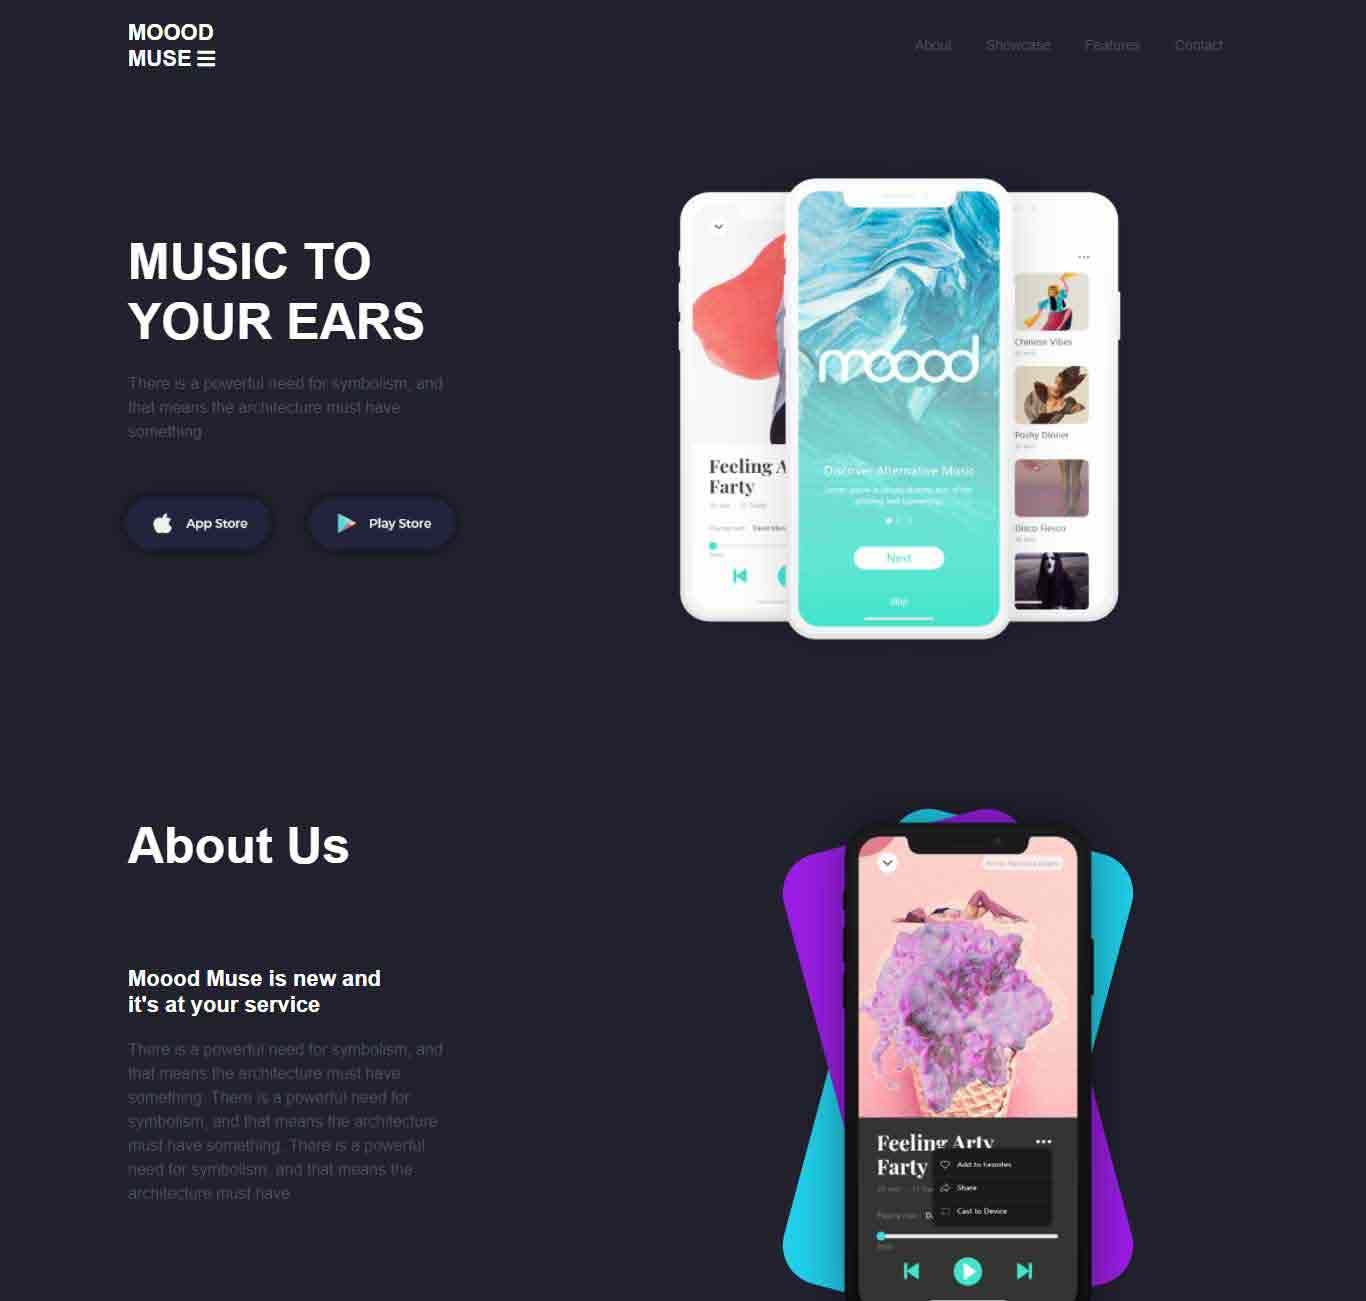 MOOOD
MUSE
About Showcase Features Contact
MUSIC TO
YOUR EARS
There is a powerful need for symbolism, and
that means the architecture must have
something
App Store
Play Store
Feeling A
Farty
moood
Discover Alternative Music
Next
Skip
Chinese Vibes
Poshy Dinner
Disco Fiesco
About Us
Moood Muse is new and
it's at your service
There is a powerful need for symbolism, and
that means the architecture must have
something. There is a powerful need for
symbolism, and that means the architecture
must have something. There is a powerful
need for symbolism, and that means the
architecture must have
Feeling Arty
Farty
Add to Favorites
Share
Cast to Device